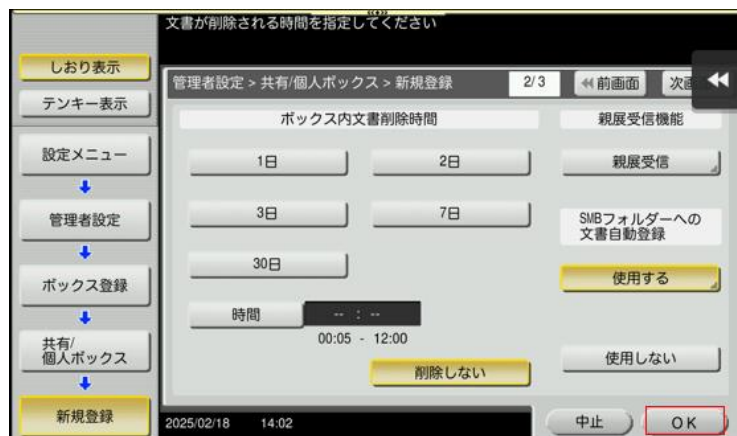 文書が削除される時間を指定してください
しおり表示
テンキー表示
設定メニュー
管理者設定
ボックス登録
共有/
個人ボックス
新規登録
管理者設定 > 共有/個人ボックス > 新規登録
2/3
前画面
ボックス内文書削除時間
1日
2日
3日
7日
30日
時間
-- : --
00:05 - 12:00
削除しない
親展受信機能
親展受信
SMBフォルダーへの
文書自動登録
使用する
使用しない
2025/02/18 14:02
中止
OK